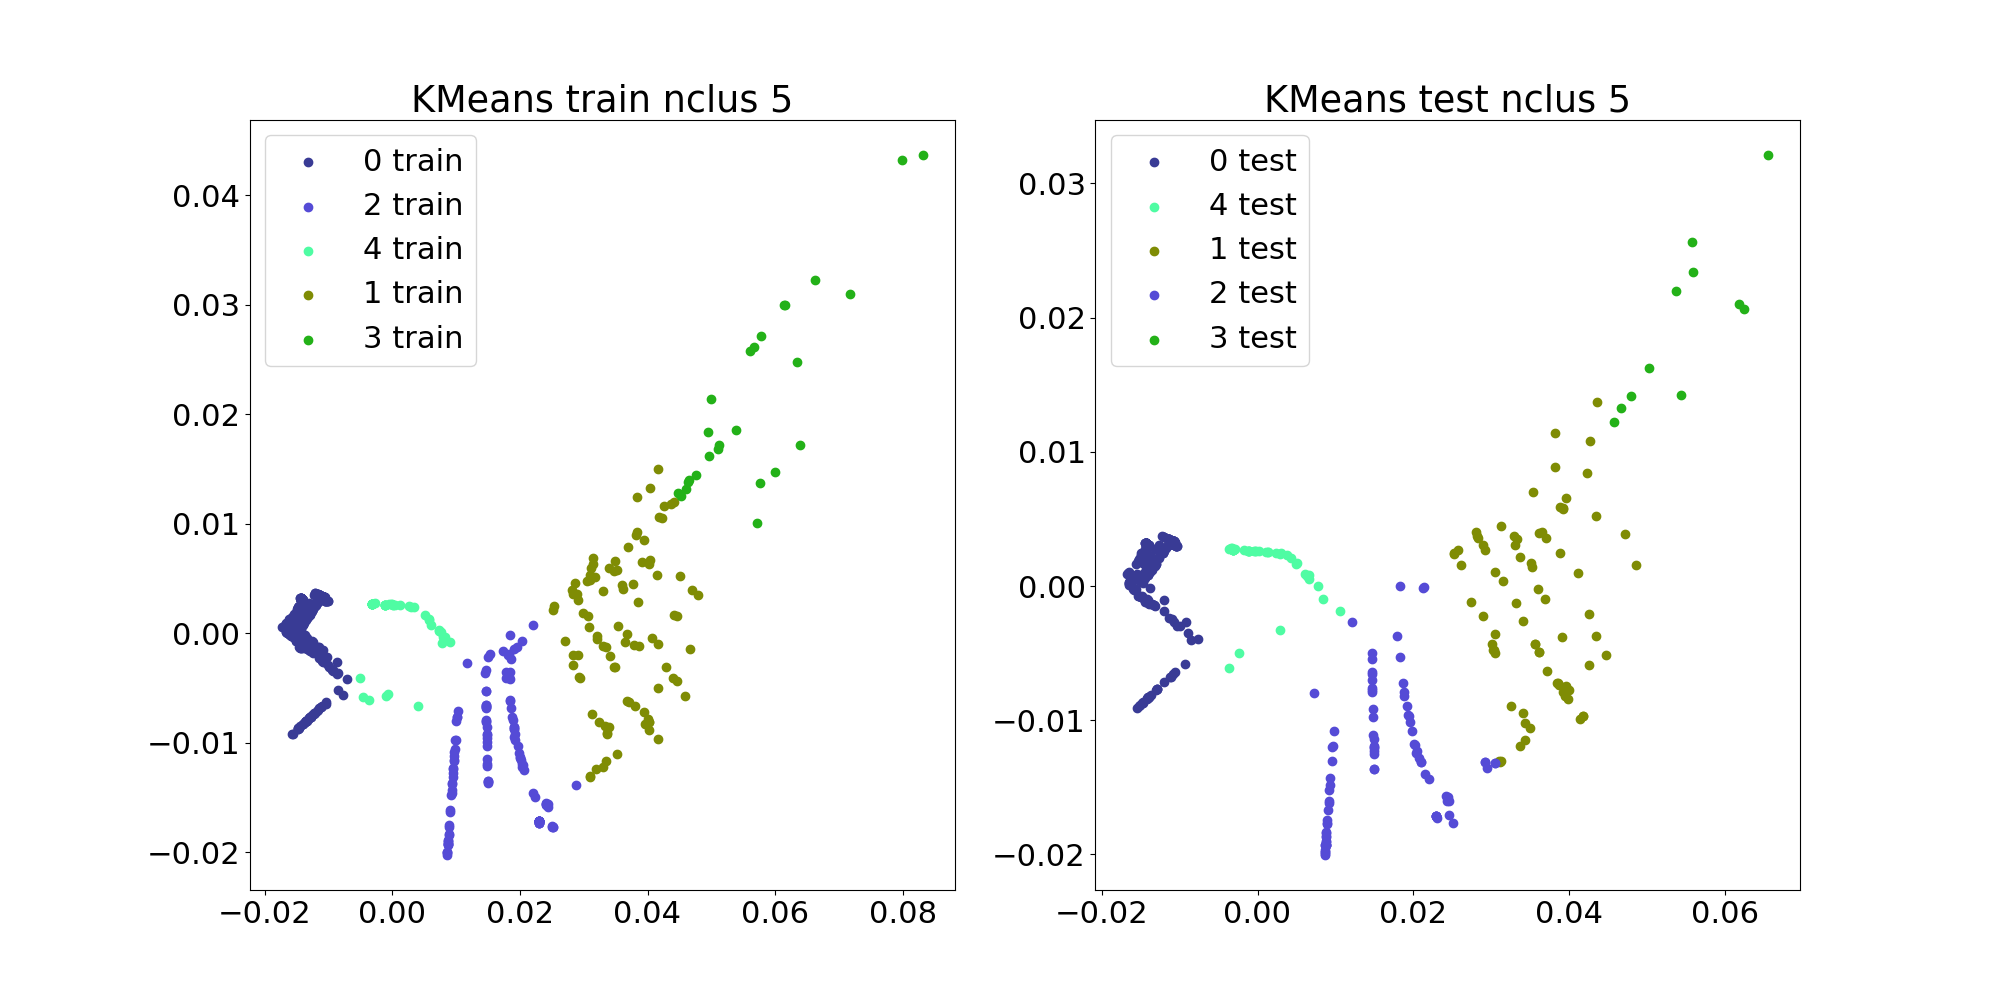 KMeans train nclus 5
0 train
2 train
4 train
1 train
3 train
0.04
0.03
0.02
0.01
0.00
−0.01
−0.02
−0.02 0.00 0.02 0.04 0.06 0.08
KMeans test nclus 5
0 test
4 test
1 test
2 test
3 test
0.03
0.02
0.01
0.00
−0.01
−0.02
−0.02 0.00 0.02 0.04 0.06